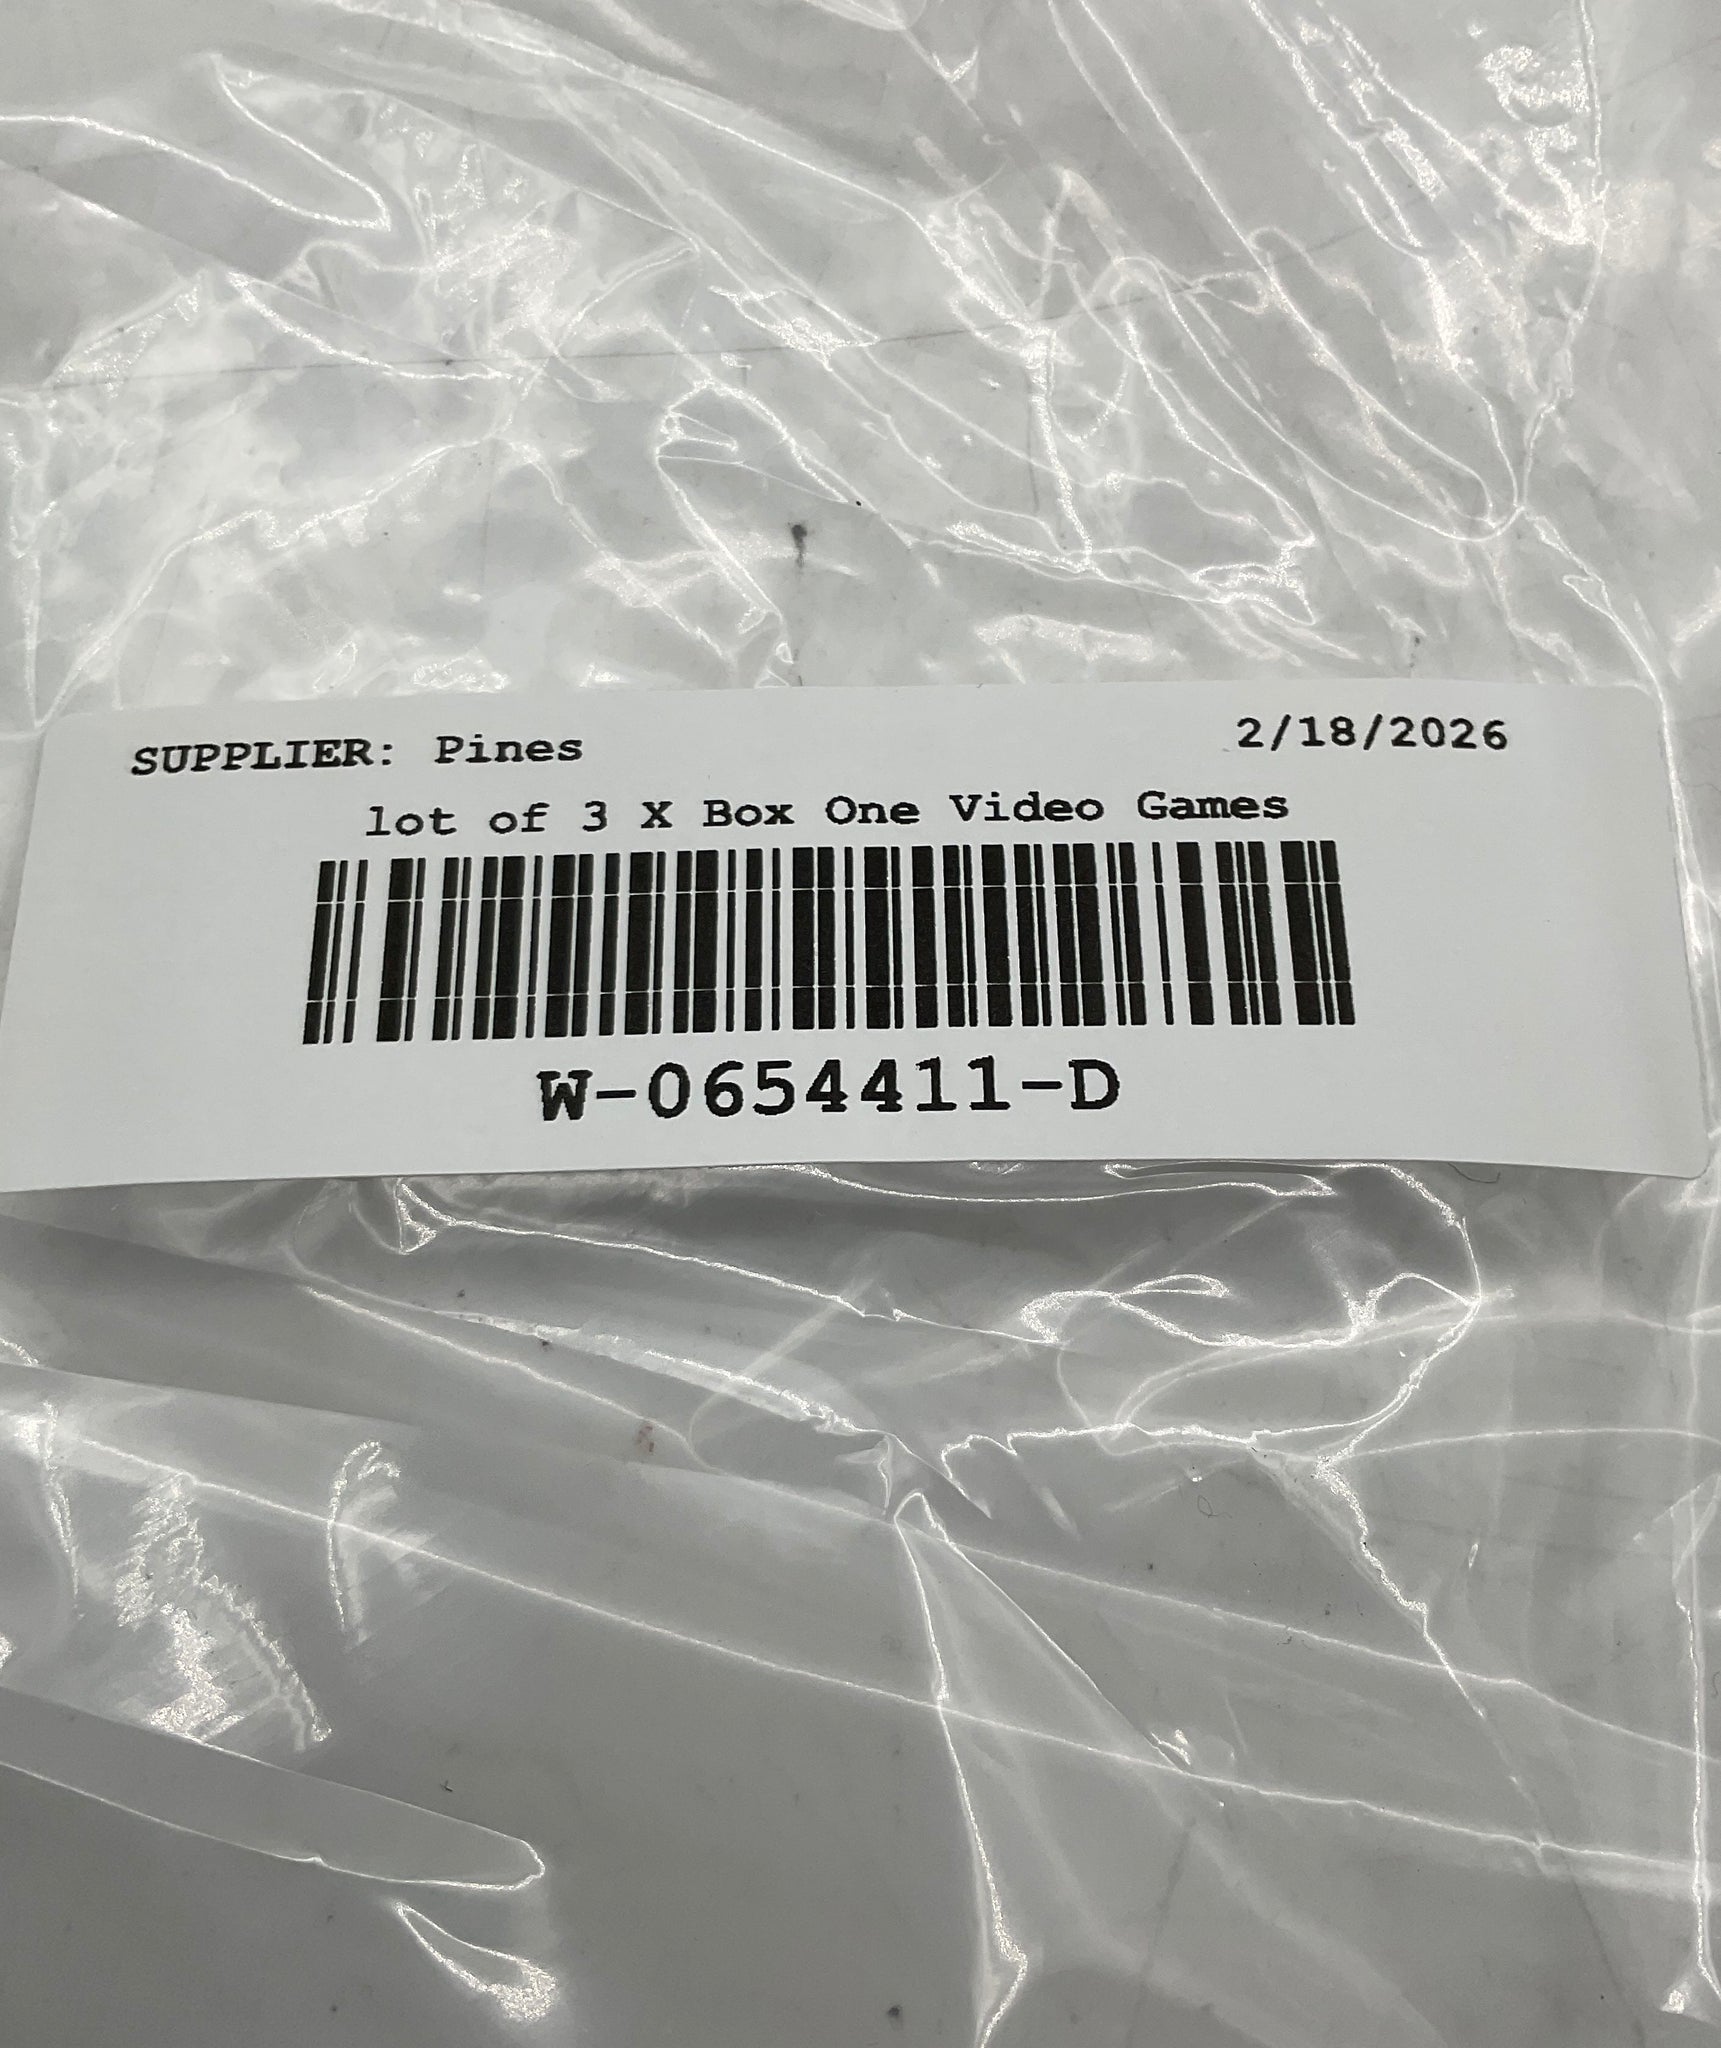 SUPPLIER: Pines 2/18/2026
lot of 3 X Box One Video Games
W-0654411-D